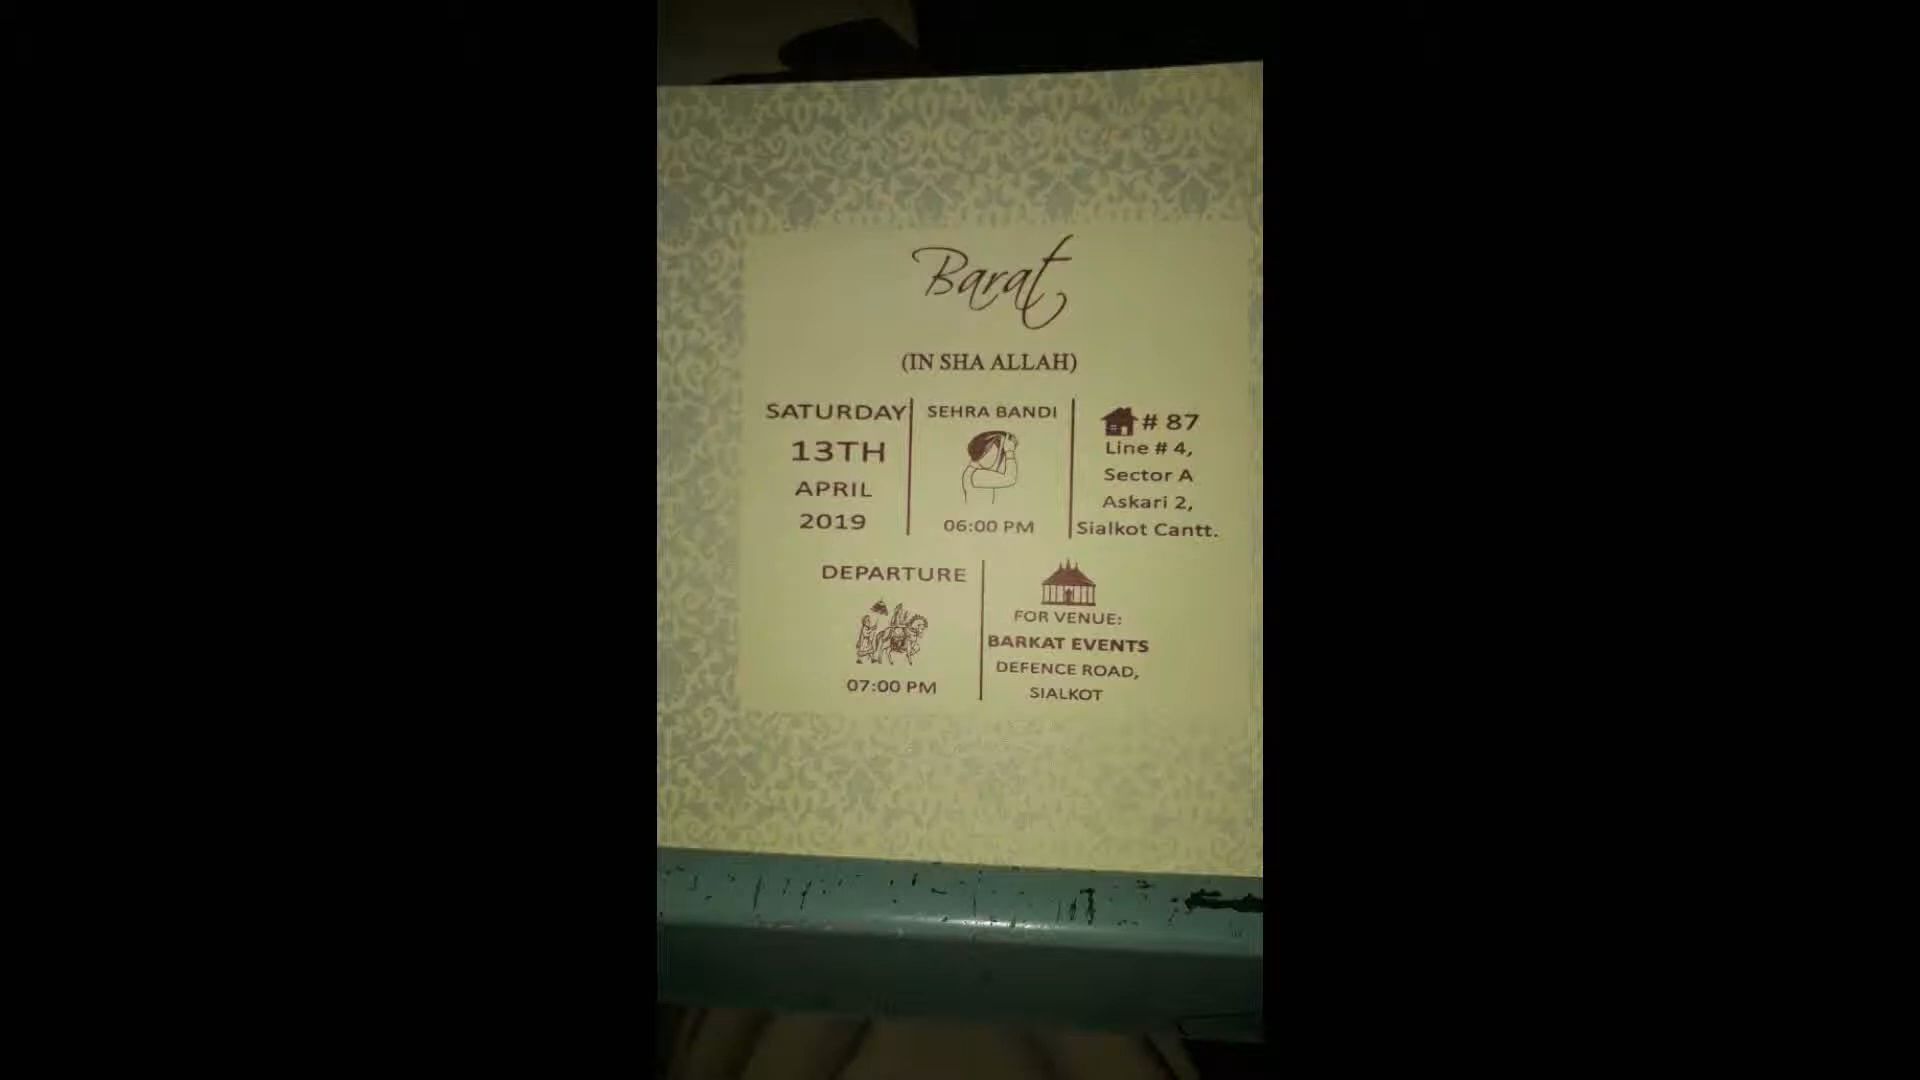 Barat
(IN SHA ALLAH)
SATURDAY
13TH
APRIL
2019
SEHRA BANDI
06:00 PM
# 87
Line # 4,
Sector A
Askari 2,
Sialkot Cantt.
DEPARTURE
07:00 PM
FOR VENUE:
BARKAT EVENTS
DEFENCE ROAD,
SIALKOT